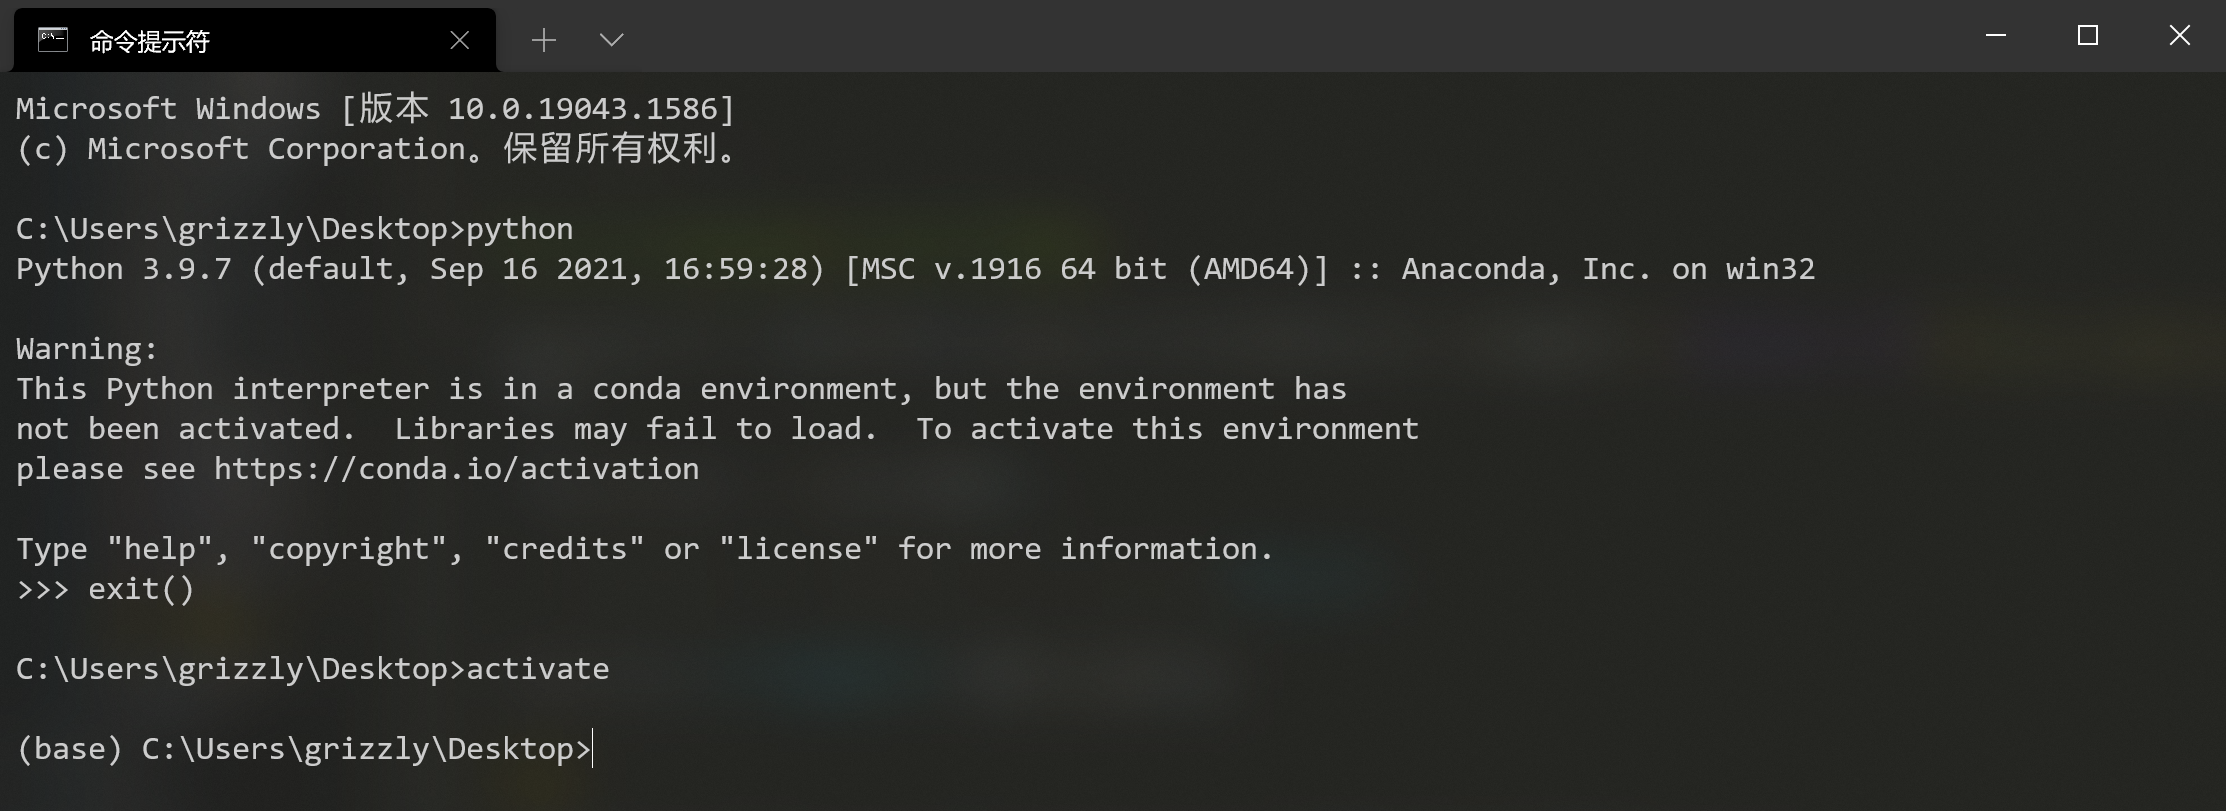 命令提示符
Microsoft Windows [版本 10.0.19043.1586]
(c) Microsoft Corporation。保留所有权利。
C:\Users\grizzly\Desktop>python
Python 3.9.7 (default, Sep 16 2021, 16:59:28) [MSC v.1916 64 bit (AMD64)] :: Anaconda, Inc. on win32
Warning:
This Python interpreter is in a conda environment, but the environment has
not been activated.  Libraries may fail to load.  To activate this environment
please see https://conda.io/activation
Type "help", "copyright", "credits" or "license" for more information.
>>> exit()
C:\Users\grizzly\Desktop>activate
(base) C:\Users\grizzly\Desktop>